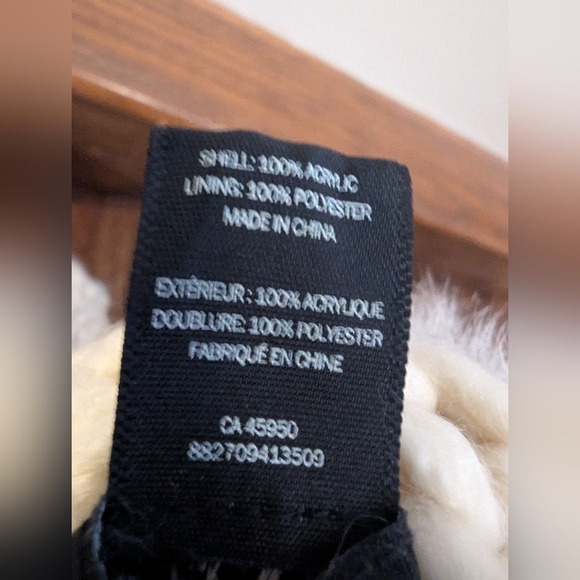 SHELL: 100% ACRYLIC
LINING: 100% POLYESTER
MADE IN CHINA
EXTÉRIEUR : 100% ACRYLIQUE
DOUBLURE: 100% POLYESTER
FABRIQUÉ EN CHINE
CA 45950
882709413509